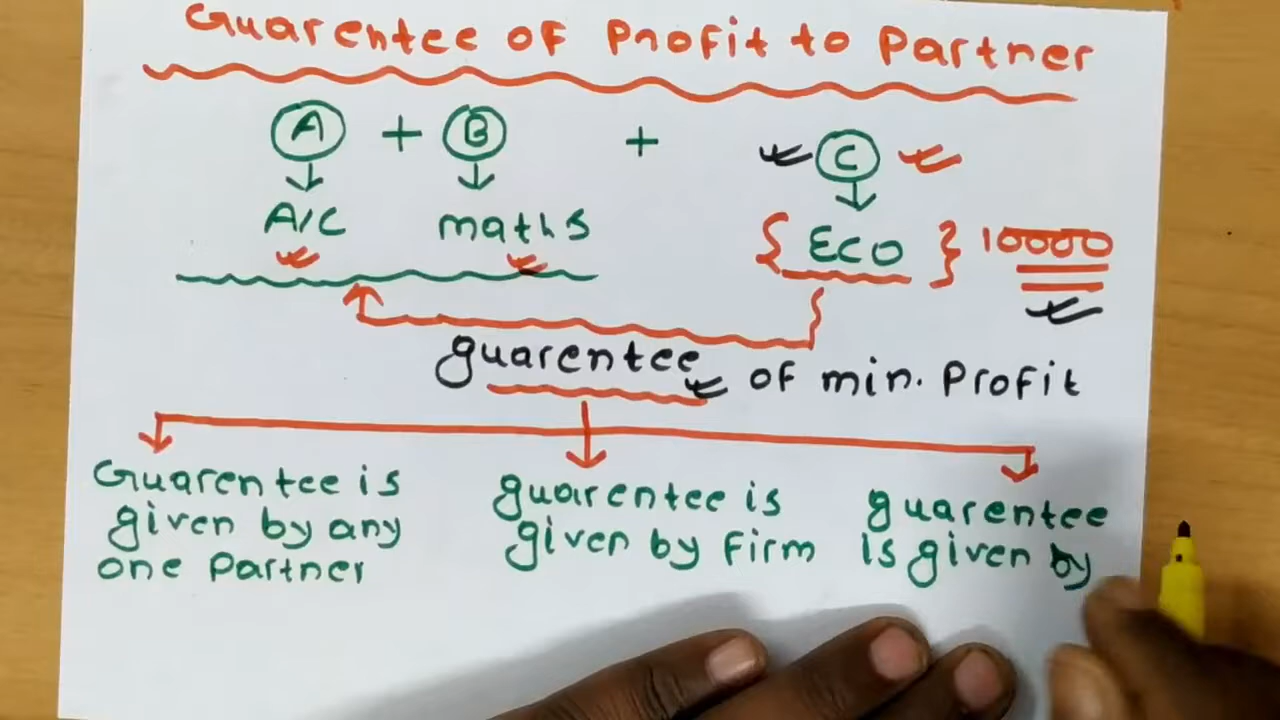 Guarentee of Profit to Partner
A + B + C
A/C maths { ECO } 10000
guarentee of min. Profit
Guarentee is
given by any
one Partner
guarentee is
given by Firm
guarentee
is given by